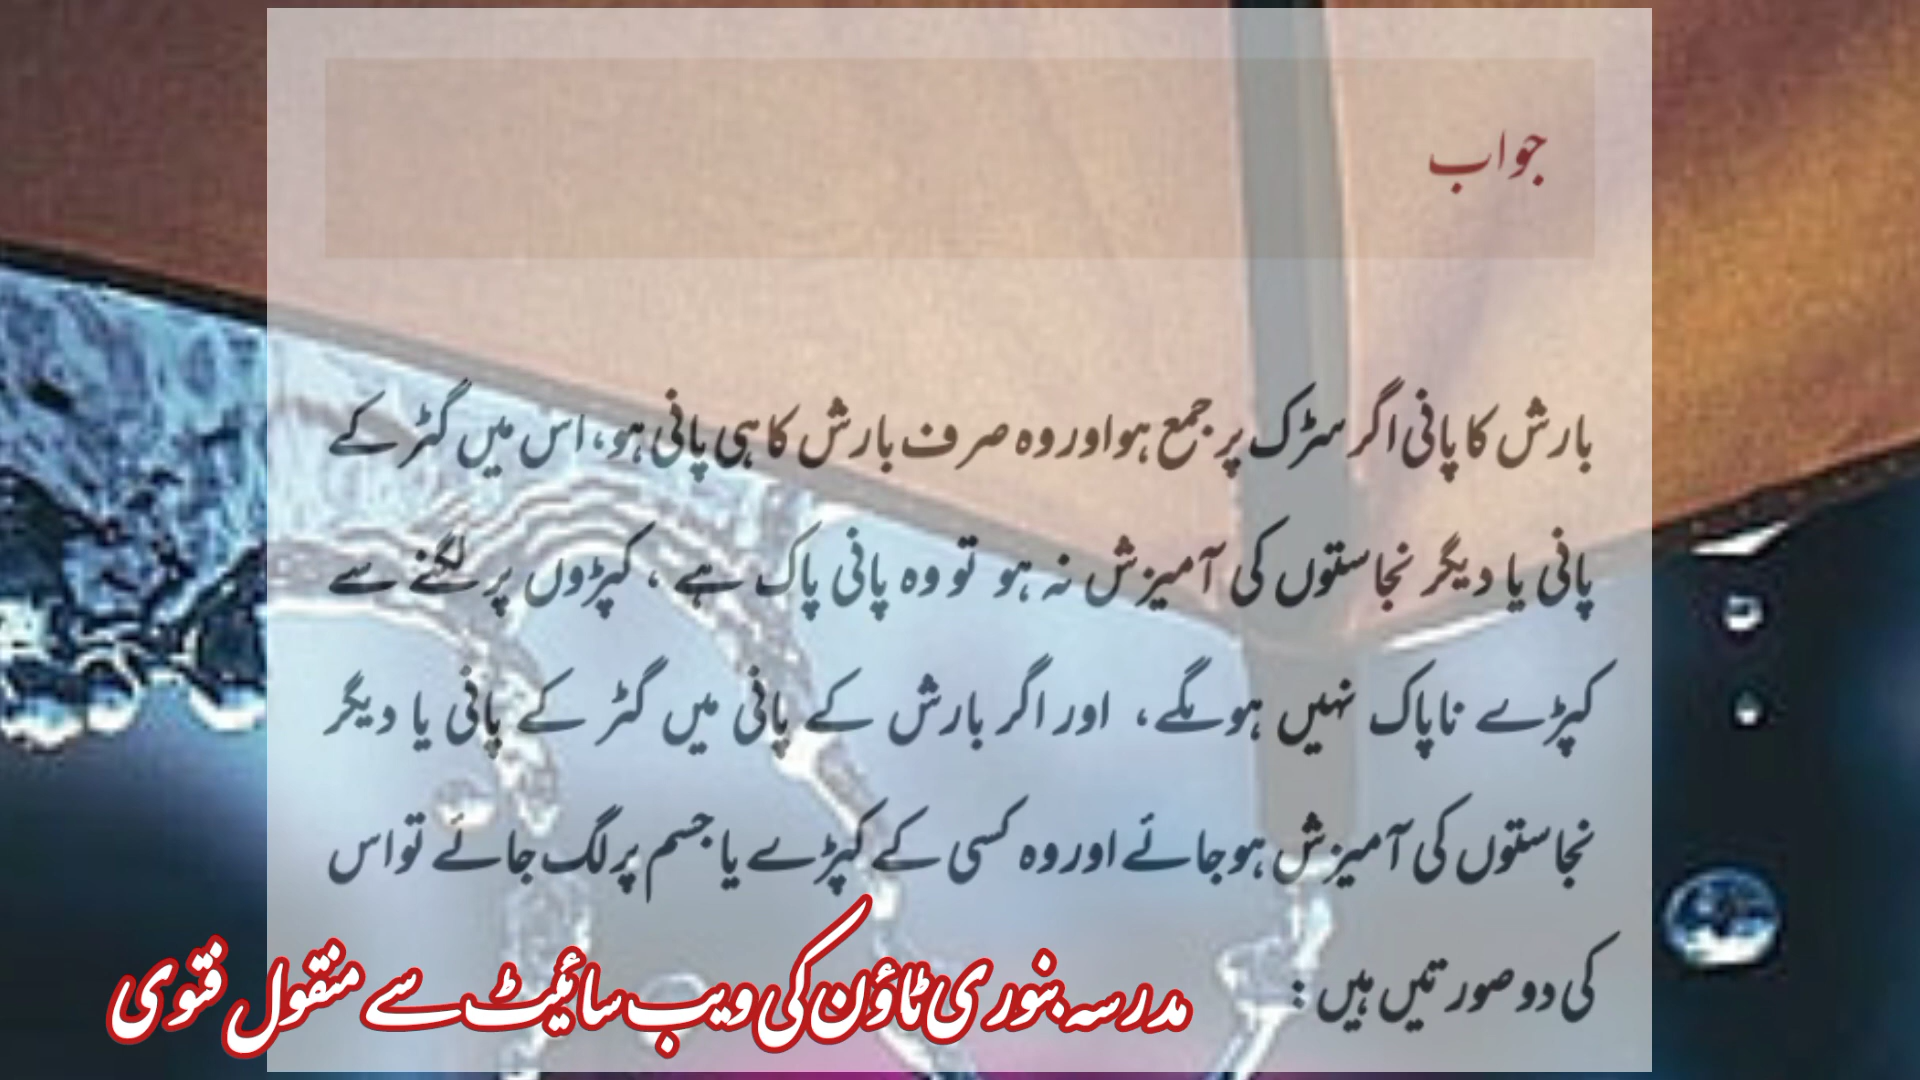 جواب
بارش کا پانی اگر سڑک پر جمع ہو اور وہ صرف بارش کا ہی پانی ہو، اس میں گٹر کے
پانی یا دیگر نجاستوں کی آمیزش نہ ہو تو وہ پانی پاک ہے ، کپڑوں پر لگنے سے
کپڑے ناپاک نہیں ہوںگے، اور اگر بارش کے پانی میں گٹر کے پانی یا دیگر
نجاستوں کی آمیزش ہوجائے اور وہ کسی کے کپڑے یا جسم پر لگ جائے تو اس
کی دو صورتیں ہیں :
مدرسہ بنوری ٹاؤن کی ویب سائیٹ سے منقول فتوی